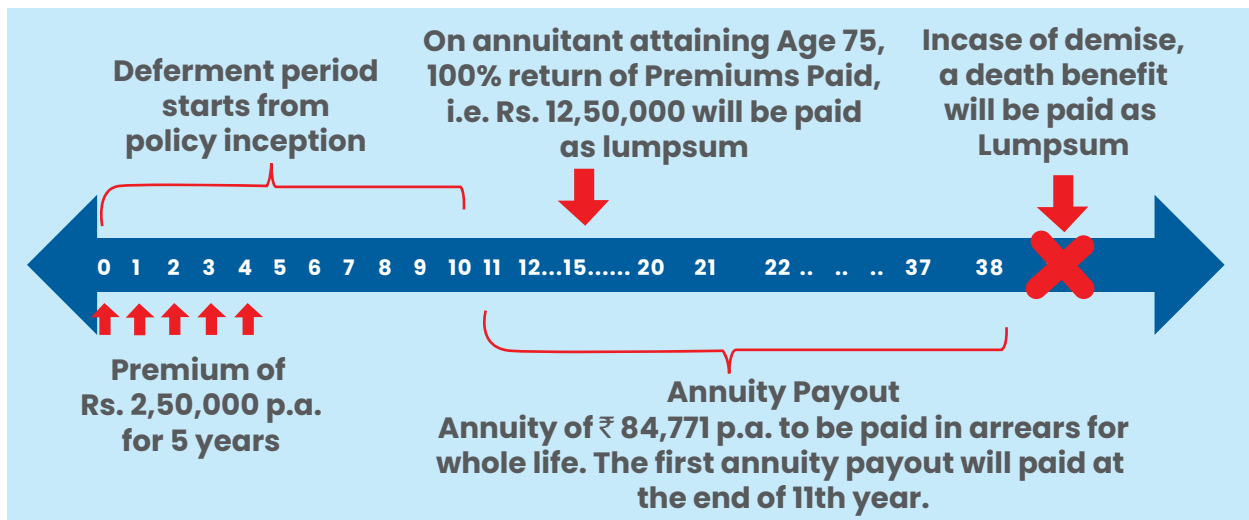 Deferment period
starts from
policy inception
On annuitant attaining Age 75,
100% return of Premiums Paid,
i.e. Rs. 12,50,000 will be paid
as lumpsum
Incase of demise,
a death benefit
will be paid as
Lumpsum
0 1 2 3 4 5 6 7 8 9 10 11 12...15...... 20 21 22 .. .. .. 37 38
Premium of
Rs. 2,50,000 p.a.
for 5 years
Annuity Payout
Annuity of ₹ 84,771 p.a. to be paid in arrears for
whole life. The first annuity payout will paid at
the end of 11th year.